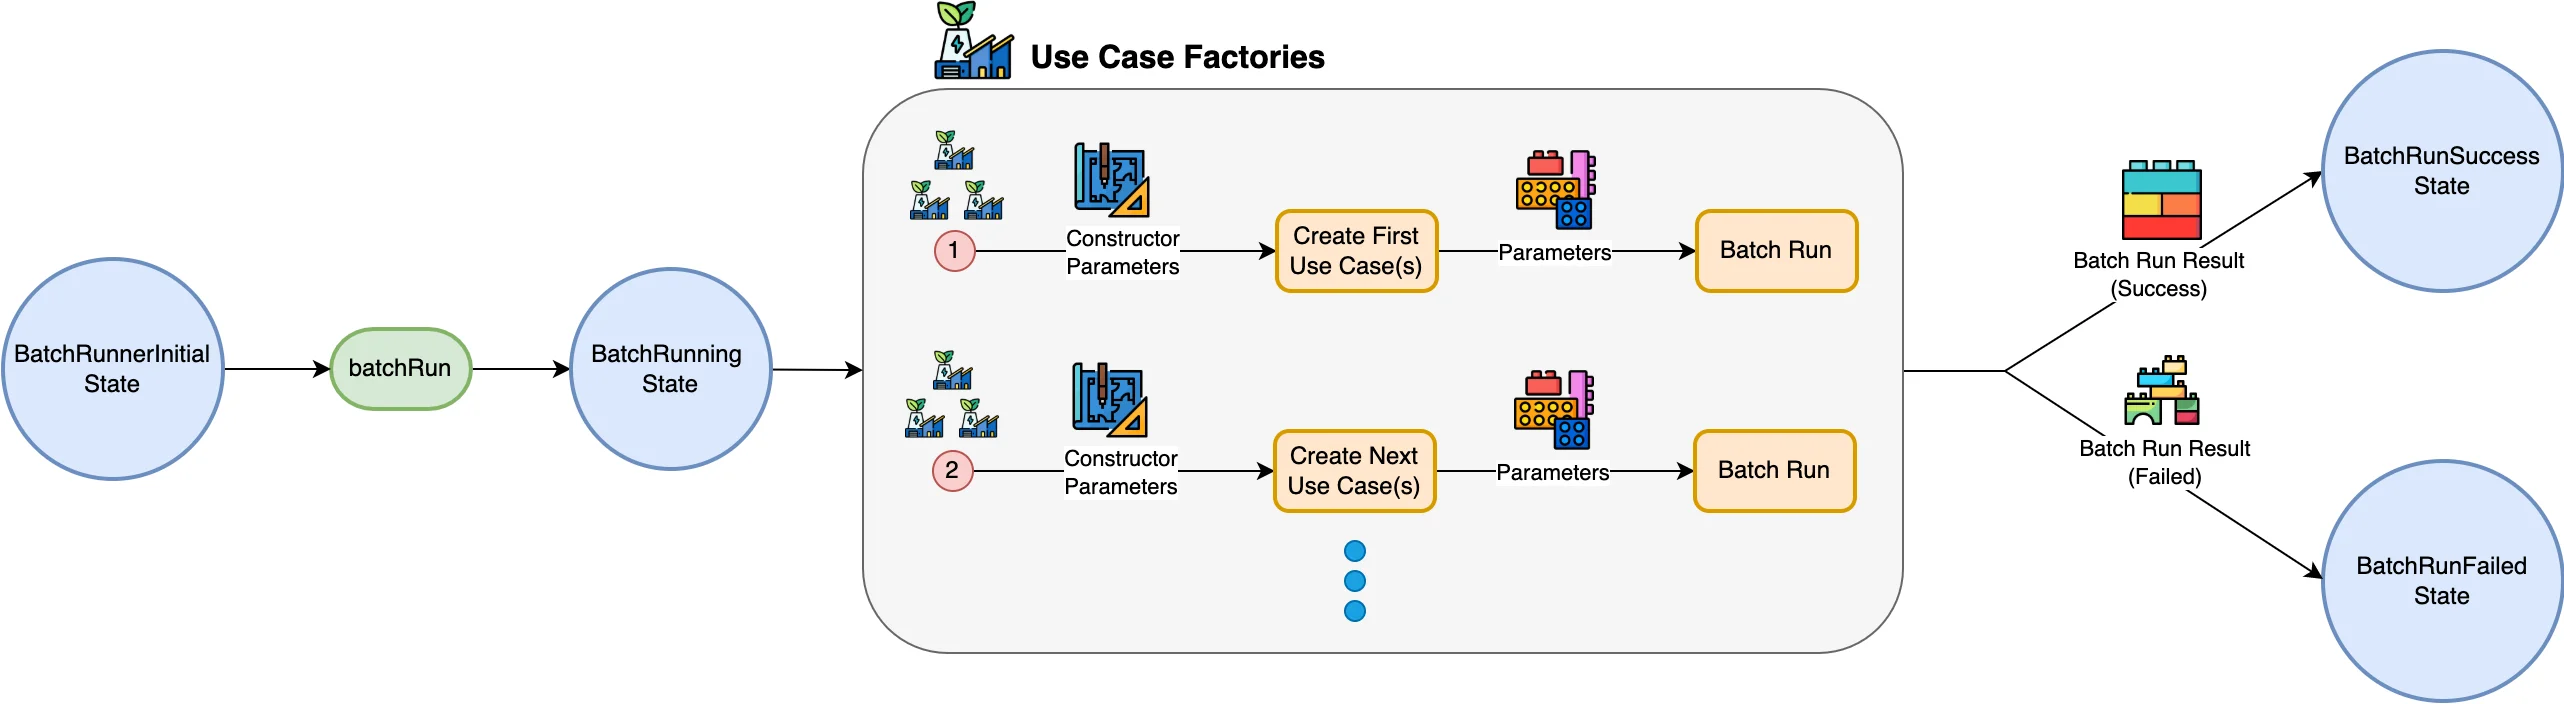 Use Case Factories
BatchRunnerInitial
State
batchRun
BatchRunning
State
1
Constructor
Parameters
Create First
Use Case(s)
Parameters
Batch Run
2
Constructor
Parameters
Create Next
Use Case(s)
Parameters
Batch Run
Batch Run Result
(Success)
BatchRunSuccess
State
Batch Run Result
(Failed)
BatchRunFailed
State